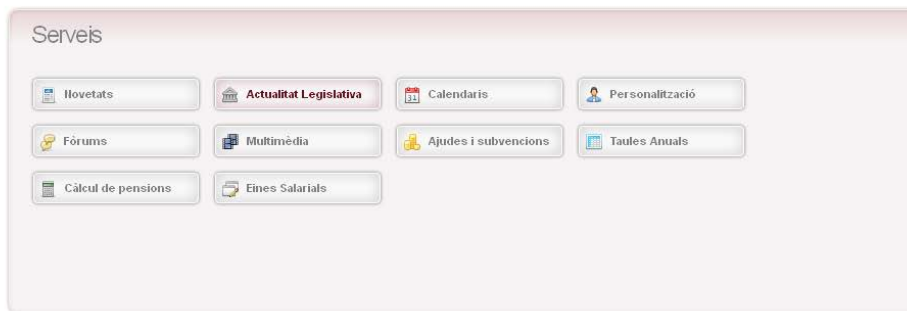 Serveis
Novetats
Actualitat Legislativa
Calendaris
Personalització
Fòrums
Multimèdia
Ajudes i subvencions
Taules Anuals
Càlcul de pensions
Eines Salarials